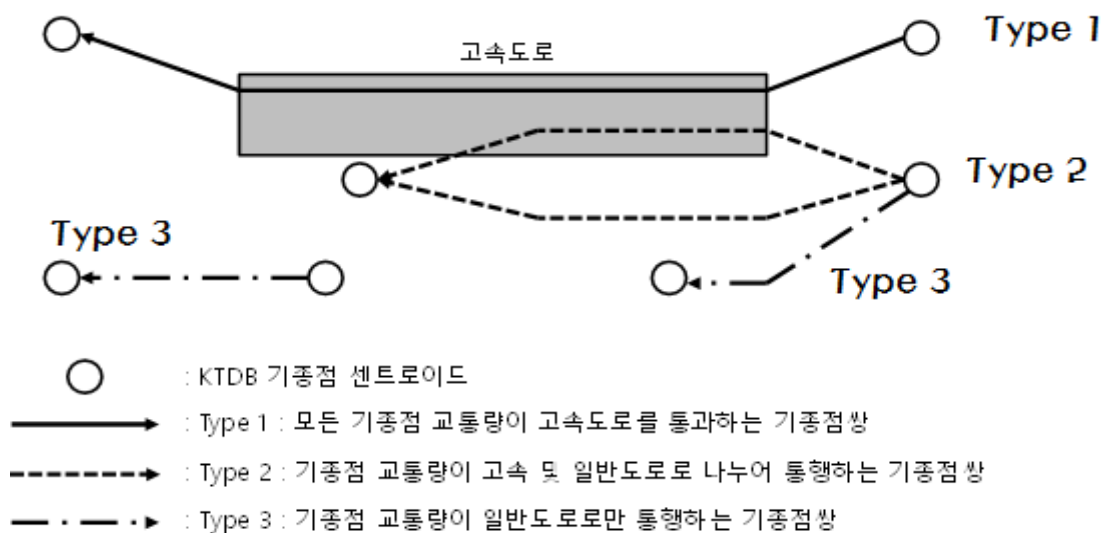 Type 1
고속도로
Type 2
Type 3
Type 3
: KTDB 기종점 센트로이드
: Type 1 : 모든 기종점 교통량이 고속도로를 통과하는 기종점쌍
: Type 2 : 기종점 교통량이 고속 및 일반도로로 나누어 통행하는 기종점쌍
: Type 3 : 기종점 교통량이 일반도로로만 통행하는 기종점쌍